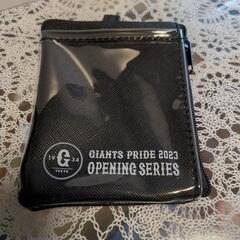 GIANTS PRIDE 2023
19 G 34
OPENING SERIES
TOKYO